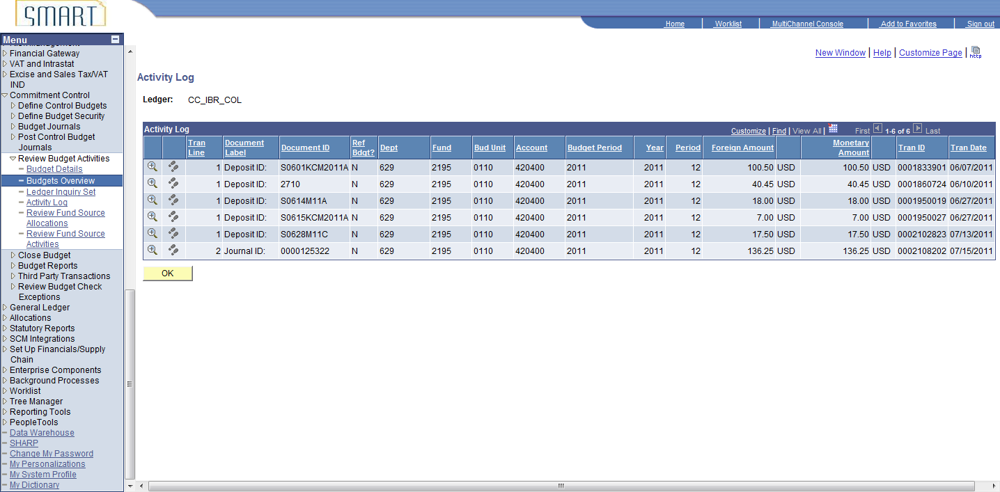 SMART
Home Worklist MultiChannel Console Add to Favorites Sign out
New Window | Help | Customize Page | http
Menu
Financial Gateway
VAT and Intrastat
Excise and Sales Tax/VAT
IND
Commitment Control
Define Control Budgets
Define Budget Security
Budget Journals
Post Control Budget
Journals
Review Budget Activities
Budget Details
Budgets Overview
Ledger Inquiry Set
Activity Log
Review Fund Source
Allocations
Review Fund Source
Activities
Close Budget
Budget Reports
Third Party Transactions
Review Budget Check
Exceptions
General Ledger
Allocations
Statutory Reports
SCM Integrations
Set Up Financials/Supply
Chain
Enterprise Components
Background Processes
Worklist
Tree Manager
Reporting Tools
PeopleTools
Data Warehouse
SHARP
Change My Password
My Personalizations
My System Profile
My Dictionary
Activity Log
Ledger: CC_IBR_COL
Activity Log Customize | Find | View All | First 1-6 of 6 Last
Tran Line Document Label Document ID Ref Bdgt? Dept Fund Bud Unit Account Budget Period Year Period Foreign Amount Monetary Amount Tran ID Tran Date
1 Deposit ID: S0601KCM2011A N 629 2195 0110 420400 2011 2011 12 100.50 USD 100.50 USD 0001833901 06/07/2011
1 Deposit ID: 2710 N 629 2195 0110 420400 2011 2011 12 40.45 USD 40.45 USD 0001860724 06/10/2011
1 Deposit ID: S0614M11A N 629 2195 0110 420400 2011 2011 12 18.00 USD 18.00 USD 0001950019 06/27/2011
1 Deposit ID: S0615KCM2011A N 629 2195 0110 420400 2011 2011 12 7.00 USD 7.00 USD 0001950027 06/27/2011
1 Deposit ID: S0628M11C N 629 2195 0110 420400 2011 2011 12 17.50 USD 17.50 USD 0002102823 07/13/2011
2 Journal ID: 0000125322 N 629 2195 0110 420400 2011 2011 12 136.25 USD 136.25 USD 0002108202 07/15/2011
OK